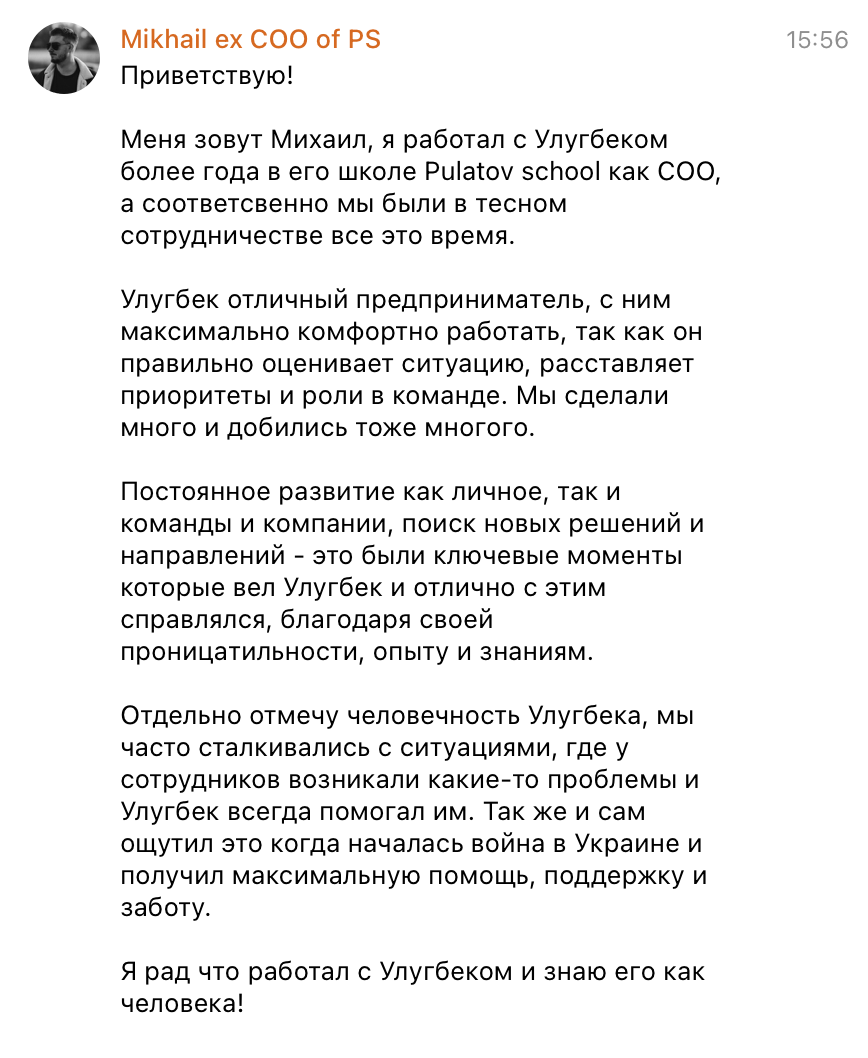 Mikhail ex COO of PS 15:56
Приветствую!
Меня зовут Михаил, я работал с Улугбеком
более года в его школе Pulatov school как COO,
а соответсвенно мы были в тесном
сотрудничестве все это время.
Улугбек отличный предприниматель, с ним
максимально комфортно работать, так как он
правильно оценивает ситуацию, расставляет
приоритеты и роли в команде. Мы сделали
много и добились тоже многого.
Постоянное развитие как личное, так и
команды и компании, поиск новых решений и
направлений - это были ключевые моменты
которые вел Улугбек и отлично с этим
справлялся, благодаря своей
проницатильности, опыту и знаниям.
Отдельно отмечу человечность Улугбека, мы
часто сталкивались с ситуациями, где у
сотрудников возникали какие-то проблемы и
Улугбек всегда помогал им. Так же и сам
ощутил это когда началась война в Украине и
получил максимальную помощь, поддержку и
заботу.
Я рад что работал с Улугбеком и знаю его как
человека!